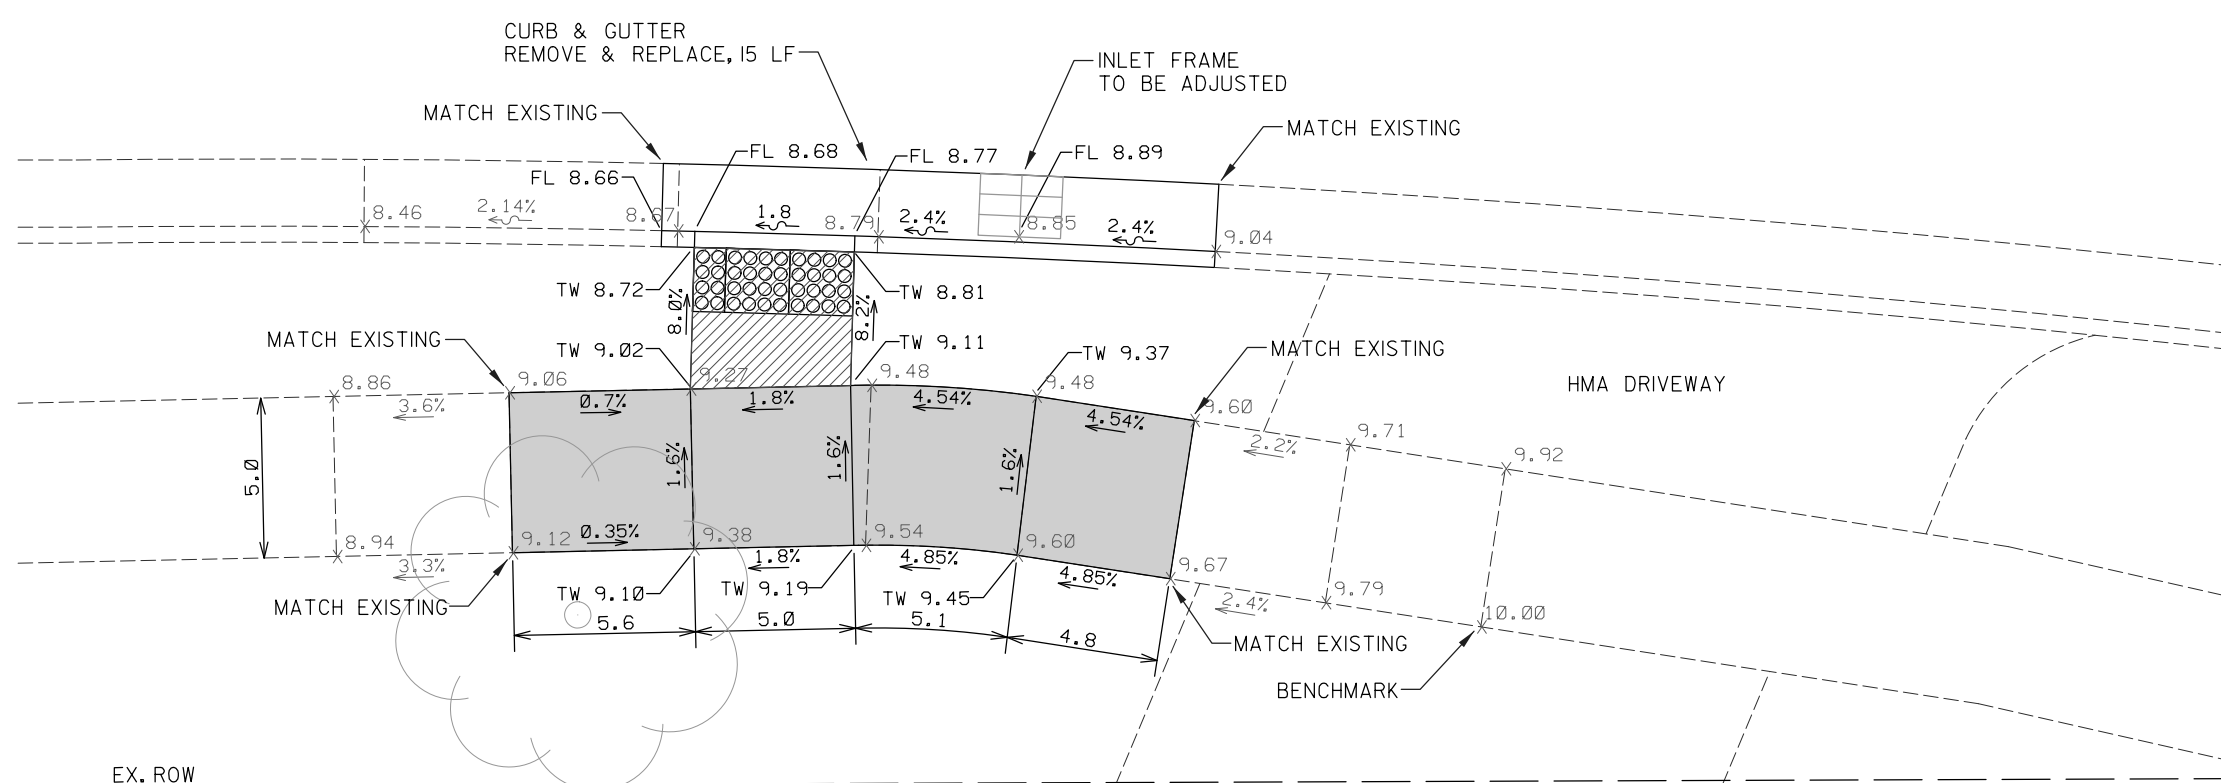 CURB & GUTTER
REMOVE & REPLACE, 15 LF
INLET FRAME
TO BE ADJUSTED
MATCH EXISTING
MATCH EXISTING
FL 8.68
FL 8.77
FL 8.89
FL 8.66
8.46
2.14%
8.67
1.8
8.79
2.4%
8.85
2.4%
9.04
TW 8.72
8.0%
8.2%
TW 8.81
MATCH EXISTING
TW 9.02
TW 9.11
TW 9.37
MATCH EXISTING
HMA DRIVEWAY
8.86
3.6%
9.06
0.7%
9.27
1.8%
9.48
4.54%
9.48
4.54%
9.60
2.2%
9.71
9.92
5.0
1.6%
1.6%
1.6%
8.94
3.3%
9.12
0.35%
9.38
1.8%
9.54
4.85%
9.60
4.85%
9.67
2.4%
9.79
10.00
MATCH EXISTING
TW 9.10
TW 9.19
TW 9.45
5.6
5.0
5.1
4.8
MATCH EXISTING
BENCHMARK
EX. ROW